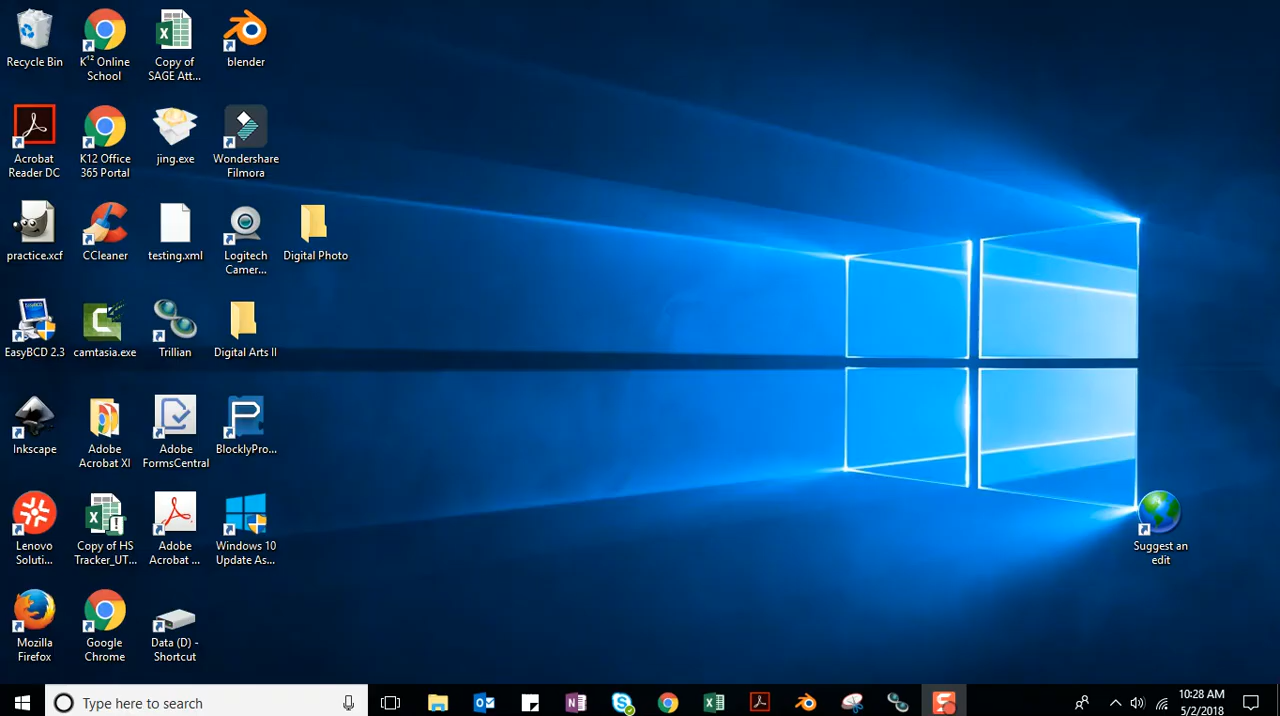 Recycle Bin
K¹² Online
School
Copy of
SAGE Att...
blender
Acrobat
Reader DC
K12 Office
365 Portal
jing.exe
Wondershare
Filmora
practice.xcf
CCleaner
testing.xml
Logitech
Camer...
Digital Photo
EasyBCD 2.3
camtasia.exe
Trillian
Digital Arts II
Inkscape
Adobe
Acrobat XI
Adobe
FormsCentral
BlocklyPro...
Lenovo
Soluti...
Copy of HS
Tracker_UT...
Adobe
Acrobat ...
Windows 10
Update As...
Suggest an
edit
Mozilla
Firefox
Google
Chrome
Data (D) -
Shortcut
Type here to search
10:28 AM
5/2/2018